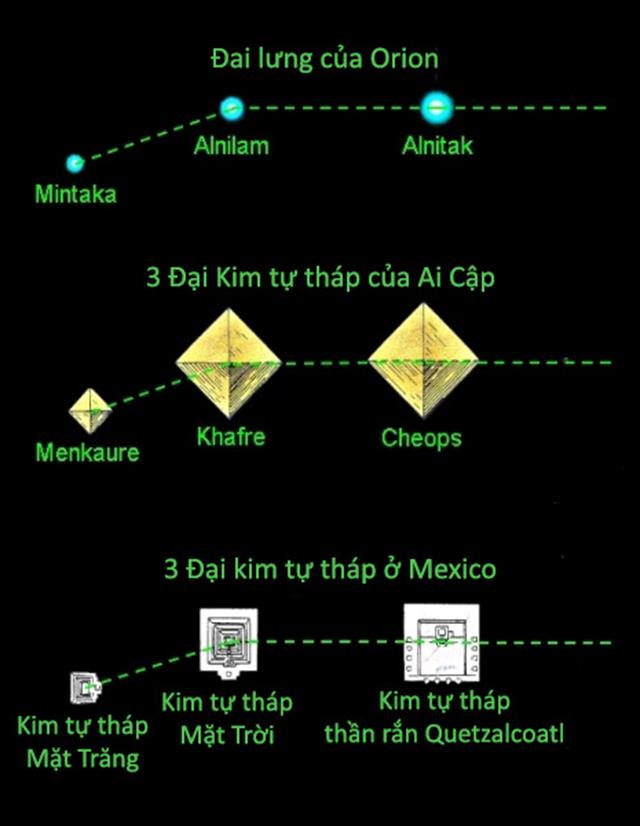 Đai lưng của Orion
Alnilam
Alnitak
Mintaka
3 Đại Kim tự tháp của Ai Cập
Khafre
Cheops
Menkaure
3 Đại kim tự tháp ở Mexico
Kim tự tháp
Mặt Trăng
Kim tự tháp
Mặt Trời
Kim tự tháp
thần rắn Quetzalcoatl